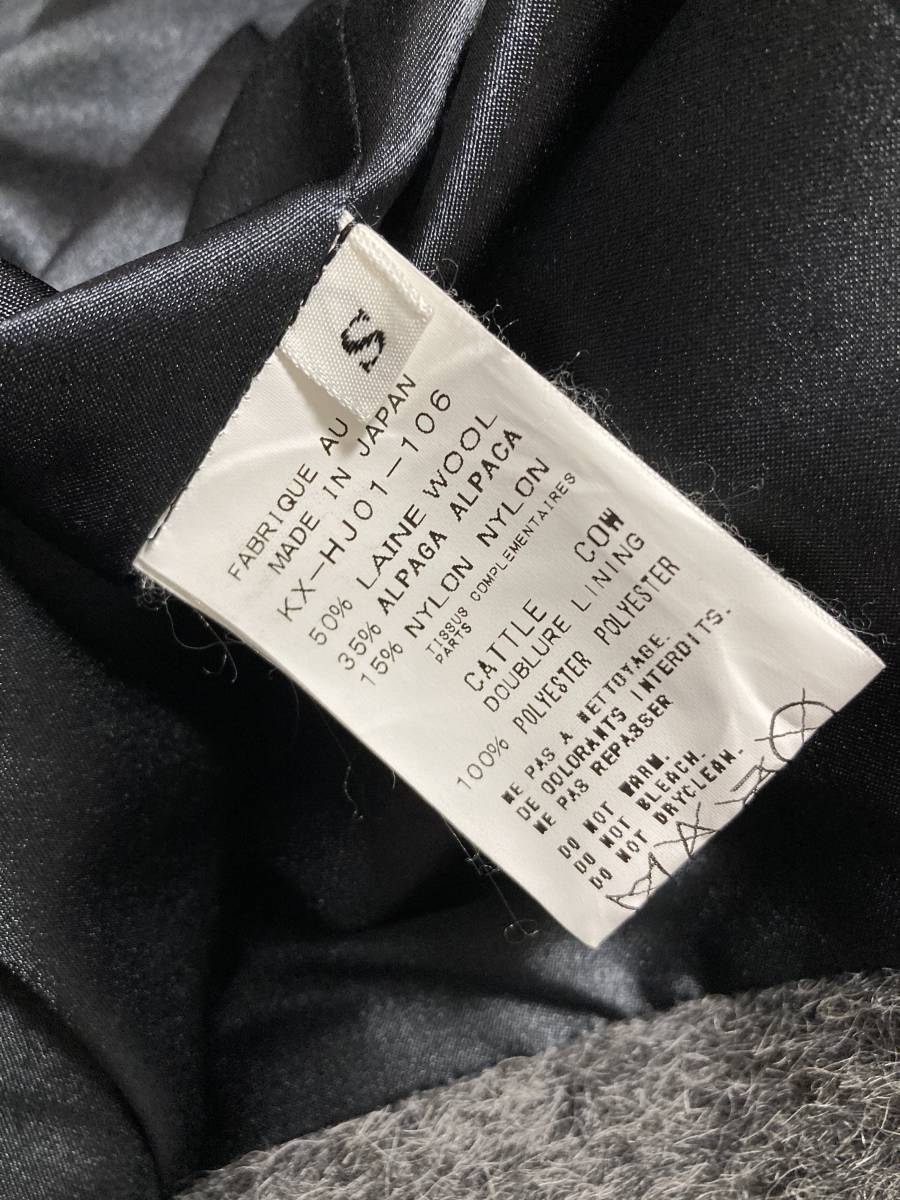 S
FABRIQUE AU
MADE IN JAPAN
KX-HJ01-106
50% LAINE WOOL
35% ALPAGA ALPACA
15% NYLON NYLON
TISSUS COMPLEMENTAIRES
PARTS
CATTLE COW
DOUBLURE LINING
100% POLYESTER POLYESTER
NE PAS A NETTOYAGE.
DE DOLORANTS INTERDITS.
NE PAS REPASSER
DO NOT WARM.
DO NOT BLEACH.
DO NOT DRYCLEAN.